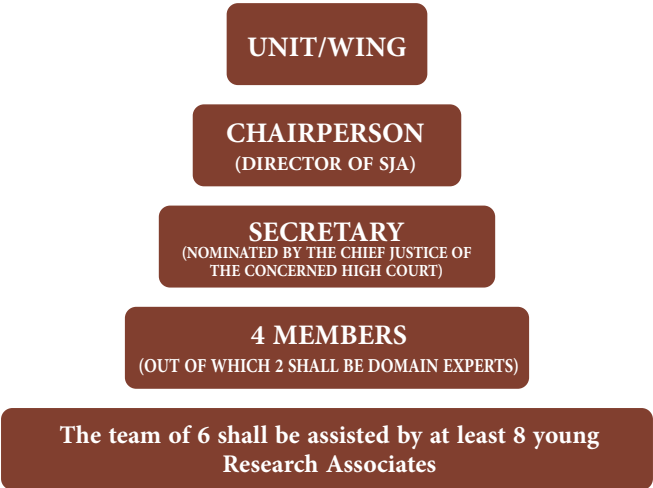 UNIT/WING
CHAIRPERSON
(DIRECTOR OF SJA)
SECRETARY
(NOMINATED BY THE CHIEF JUSTICE OF
THE CONCERNED HIGH COURT)
4 MEMBERS
(OUT OF WHICH 2 SHALL BE DOMAIN EXPERTS)
The team of 6 shall be assisted by at least 8 young
Research Associates